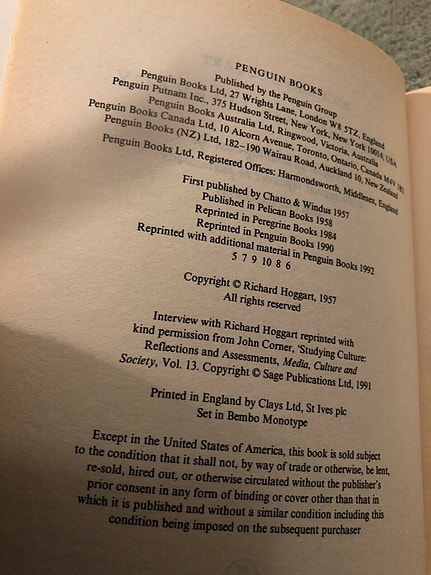 PENGUIN BOOKS
Published by the Penguin Group
Penguin Books Ltd, 27 Wrights Lane, London W8 5TZ, England
Penguin Putnam Inc., 375 Hudson Street, New York, New York 10014, USA
Penguin Books Australia Ltd, Ringwood, Victoria, Australia
Penguin Books Canada Ltd, 10 Alcorn Avenue, Toronto, Ontario, Canada M4V 3B2
Penguin Books (NZ) Ltd, 182–190 Wairau Road, Auckland 10, New Zealand
Penguin Books Ltd, Registered Offices: Harmondsworth, Middlesex, England
First published by Chatto & Windus 1957
Published in Pelican Books 1958
Reprinted in Peregrine Books 1984
Reprinted in Penguin Books 1990
Reprinted with additional material in Penguin Books 1992
5 7 9 10 8 6
Copyright © Richard Hoggart, 1957
All rights reserved
Interview with Richard Hoggart reprinted with
kind permission from John Corner, 'Studying Culture:
Reflections and Assessments, Media, Culture and
Society, Vol. 13. Copyright © Sage Publications Ltd, 1991
Printed in England by Clays Ltd, St Ives plc
Set in Bembo Monotype
Except in the United States of America, this book is sold subject
to the condition that it shall not, by way of trade or otherwise, be lent,
re-sold, hired out, or otherwise circulated without the publisher's
prior consent in any form of binding or cover other than that in
which it is published and without a similar condition including this
condition being imposed on the subsequent purchaser